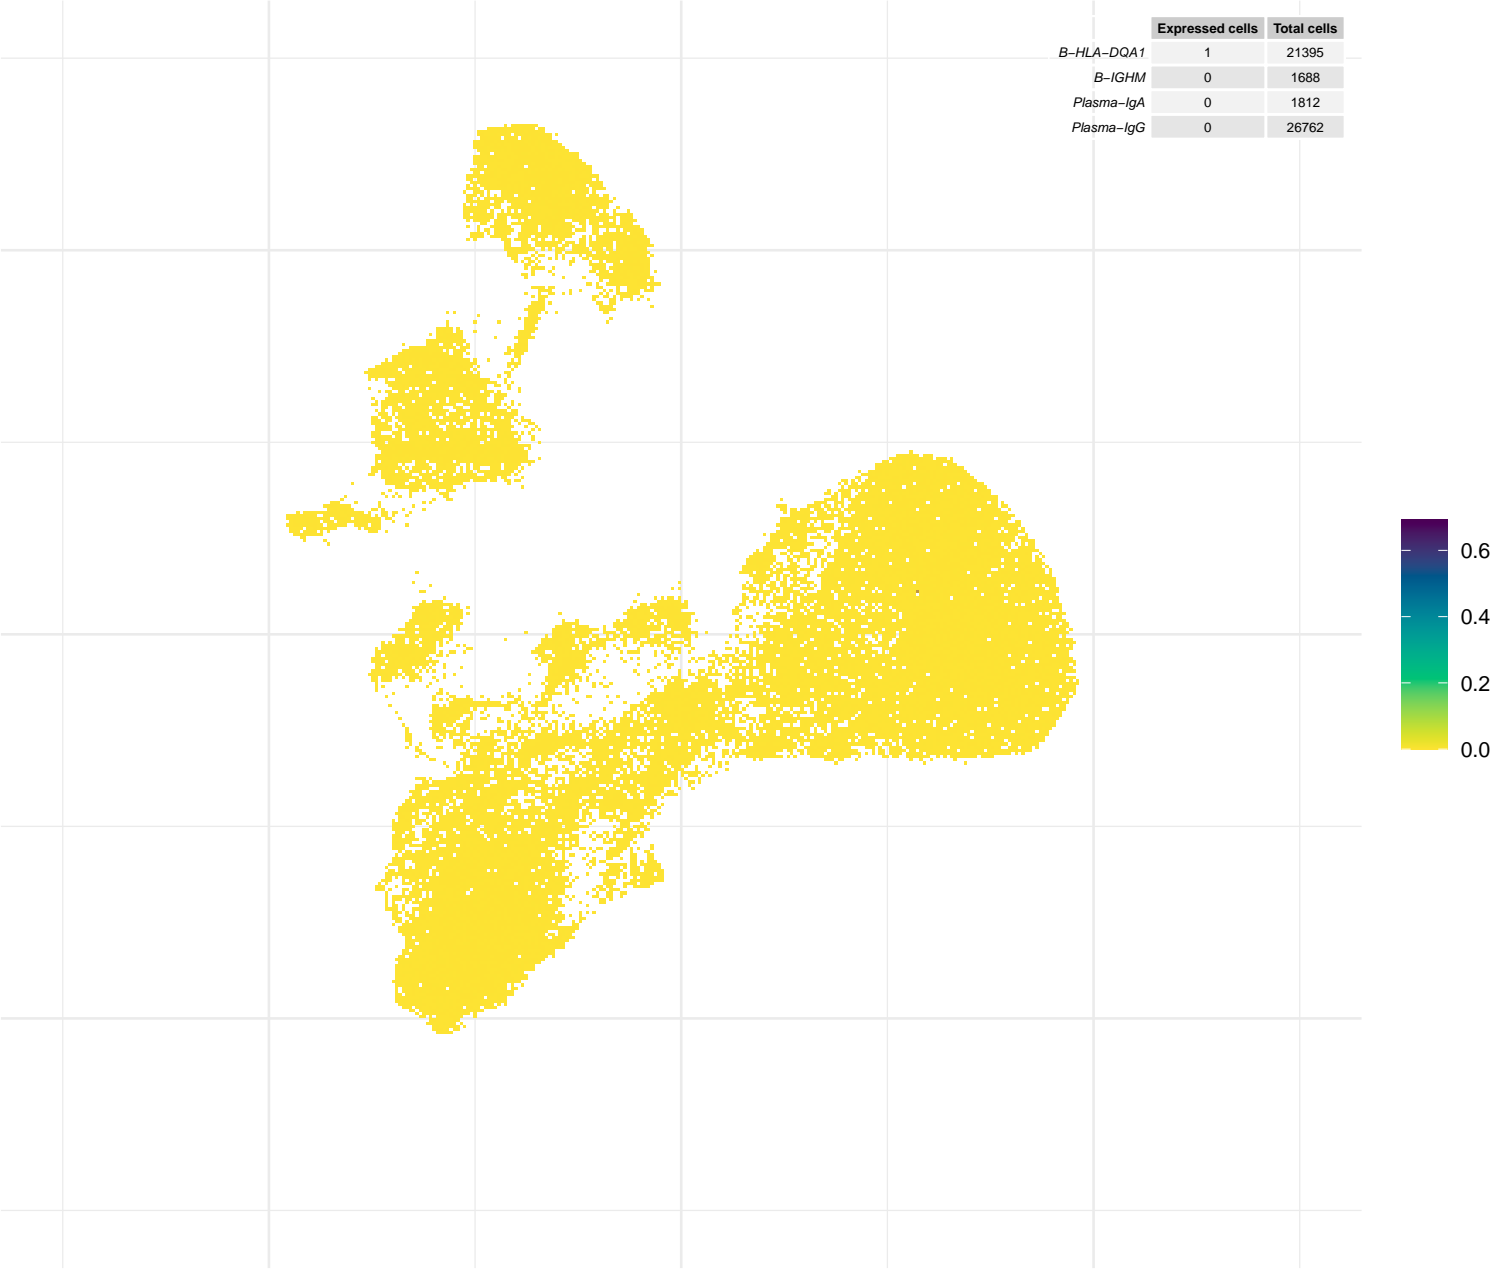 Expressed cells Total cells
B−HLA−DQA1 1 21395
B−IGHM 0 1688
Plasma−IgA 0 1812
Plasma−IgG 0 26762
0.6
0.4
0.2
0.0